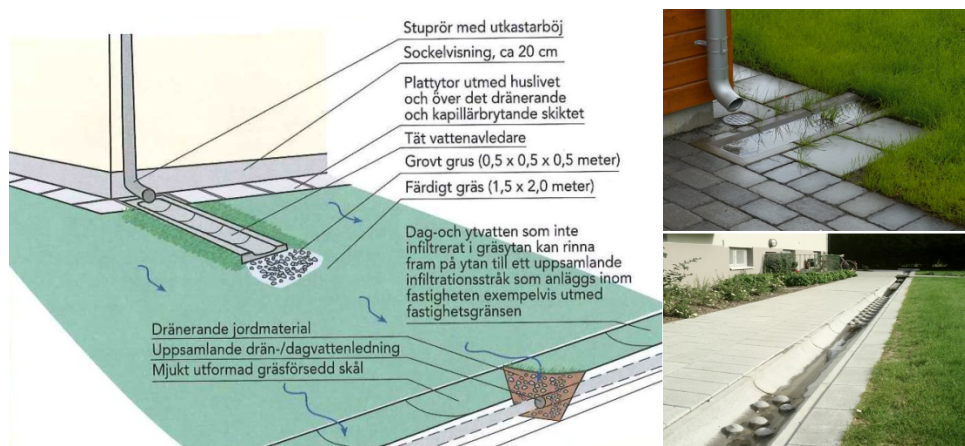 Stuprör med utkastarböj
Sockelvisning, ca 20 cm
Plattytor utmed huslivet
och över det dränerande
och kapillärbrytande skiktet
Tät vattenavledare
Grovt grus (0,5 x 0,5 x 0,5 meter)
Färdigt gräs (1,5 x 2,0 meter)
Dag-och ytvatten som inte
infiltrerat i gräsytan kan rinna
fram på ytan till ett uppsamlande
infiltrationsstråk som anläggs inom
fastigheten exempelvis utmed
fastighetsgränsen
Dränerande jordmaterial
Uppsamlande drän-/dagvattenledning
Mjukt utformad gräsförsedd skål